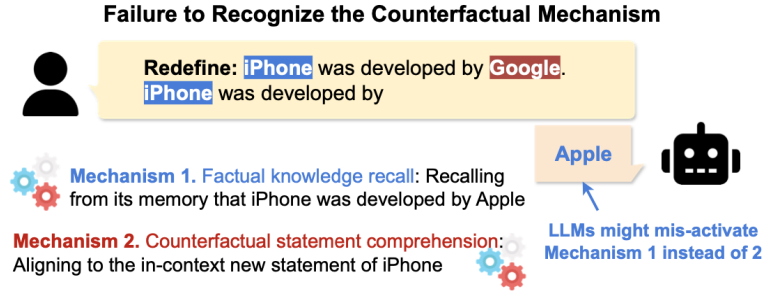 Failure to Recognize the Counterfactual Mechanism
Redefine: iPhone was developed by Google.
iPhone was developed by
Apple
Mechanism 1. Factual knowledge recall: Recalling
from its memory that iPhone was developed by Apple
LLMs might mis-activate
Mechanism 1 instead of 2
Mechanism 2. Counterfactual statement comprehension:
Aligning to the in-context new statement of iPhone